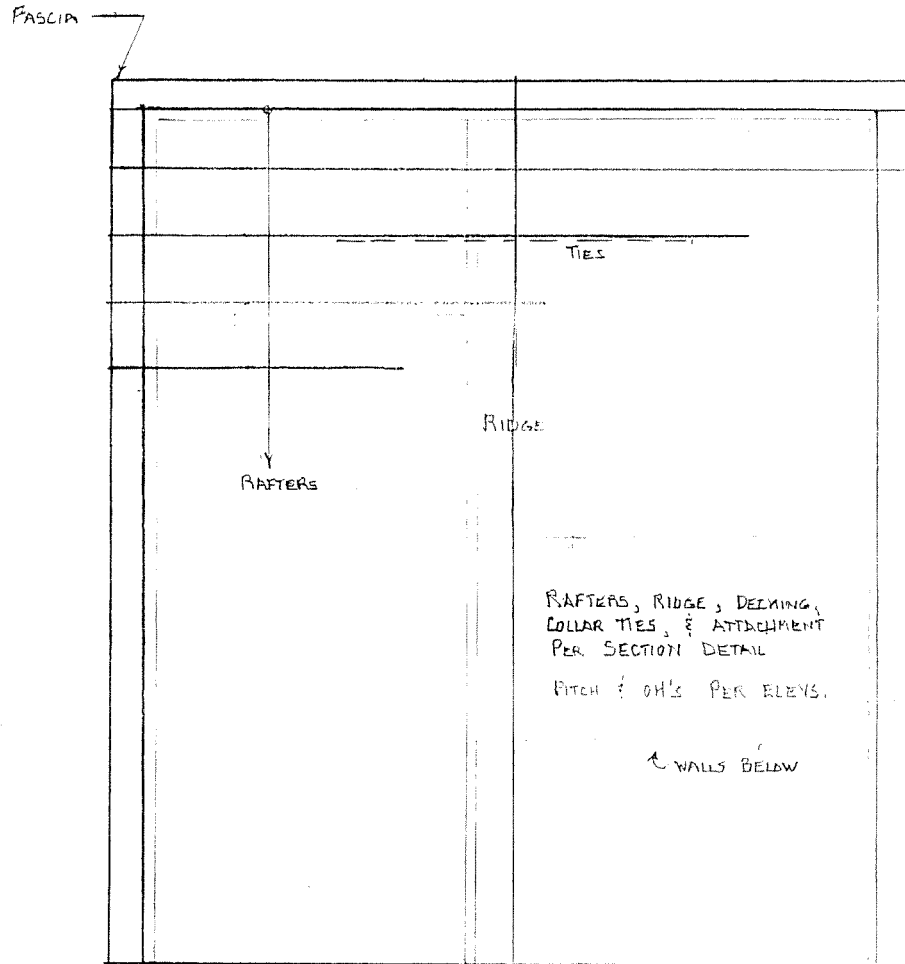 FASCIA
TIES
RIDGE
RAFTERS
RAFTERS, RIDGE, DECKING,
COLLAR TIES, & ATTACHMENT
PER SECTION DETAIL
PITCH & OH'S PER ELEVS.
WALLS BELOW